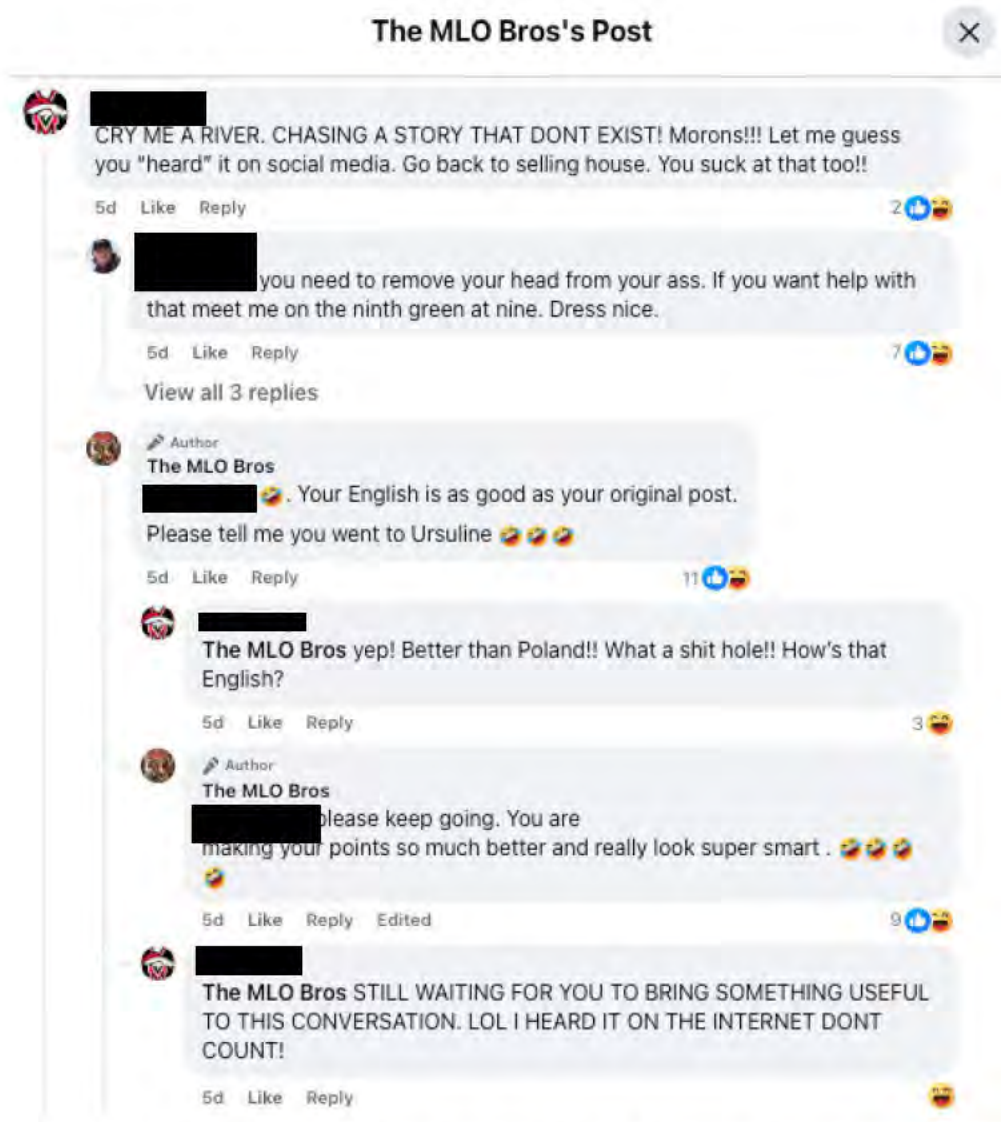 The MLO Bros's Post
CRY ME A RIVER. CHASING A STORY THAT DONT EXIST! Morons!!! Let me guess
you "heard" it on social media. Go back to selling house. You suck at that too!!
5d Like Reply
2
you need to remove your head from your ass. If you want help with
that meet me on the ninth green at nine. Dress nice.
5d Like Reply
7
View all 3 replies
Author
The MLO Bros
. Your English is as good as your original post.
Please tell me you went to Ursuline 🤣🤣🤣
5d Like Reply
11
The MLO Bros yep! Better than Poland!! What a shit hole!! How's that
English?
5d Like Reply
3
Author
The MLO Bros
please keep going. You are
making your points so much better and really look super smart . 🤣🤣🤣
🤣
5d Like Reply Edited
9
The MLO Bros STILL WAITING FOR YOU TO BRING SOMETHING USEFUL
TO THIS CONVERSATION. LOL I HEARD IT ON THE INTERNET DONT
COUNT!
5d Like Reply